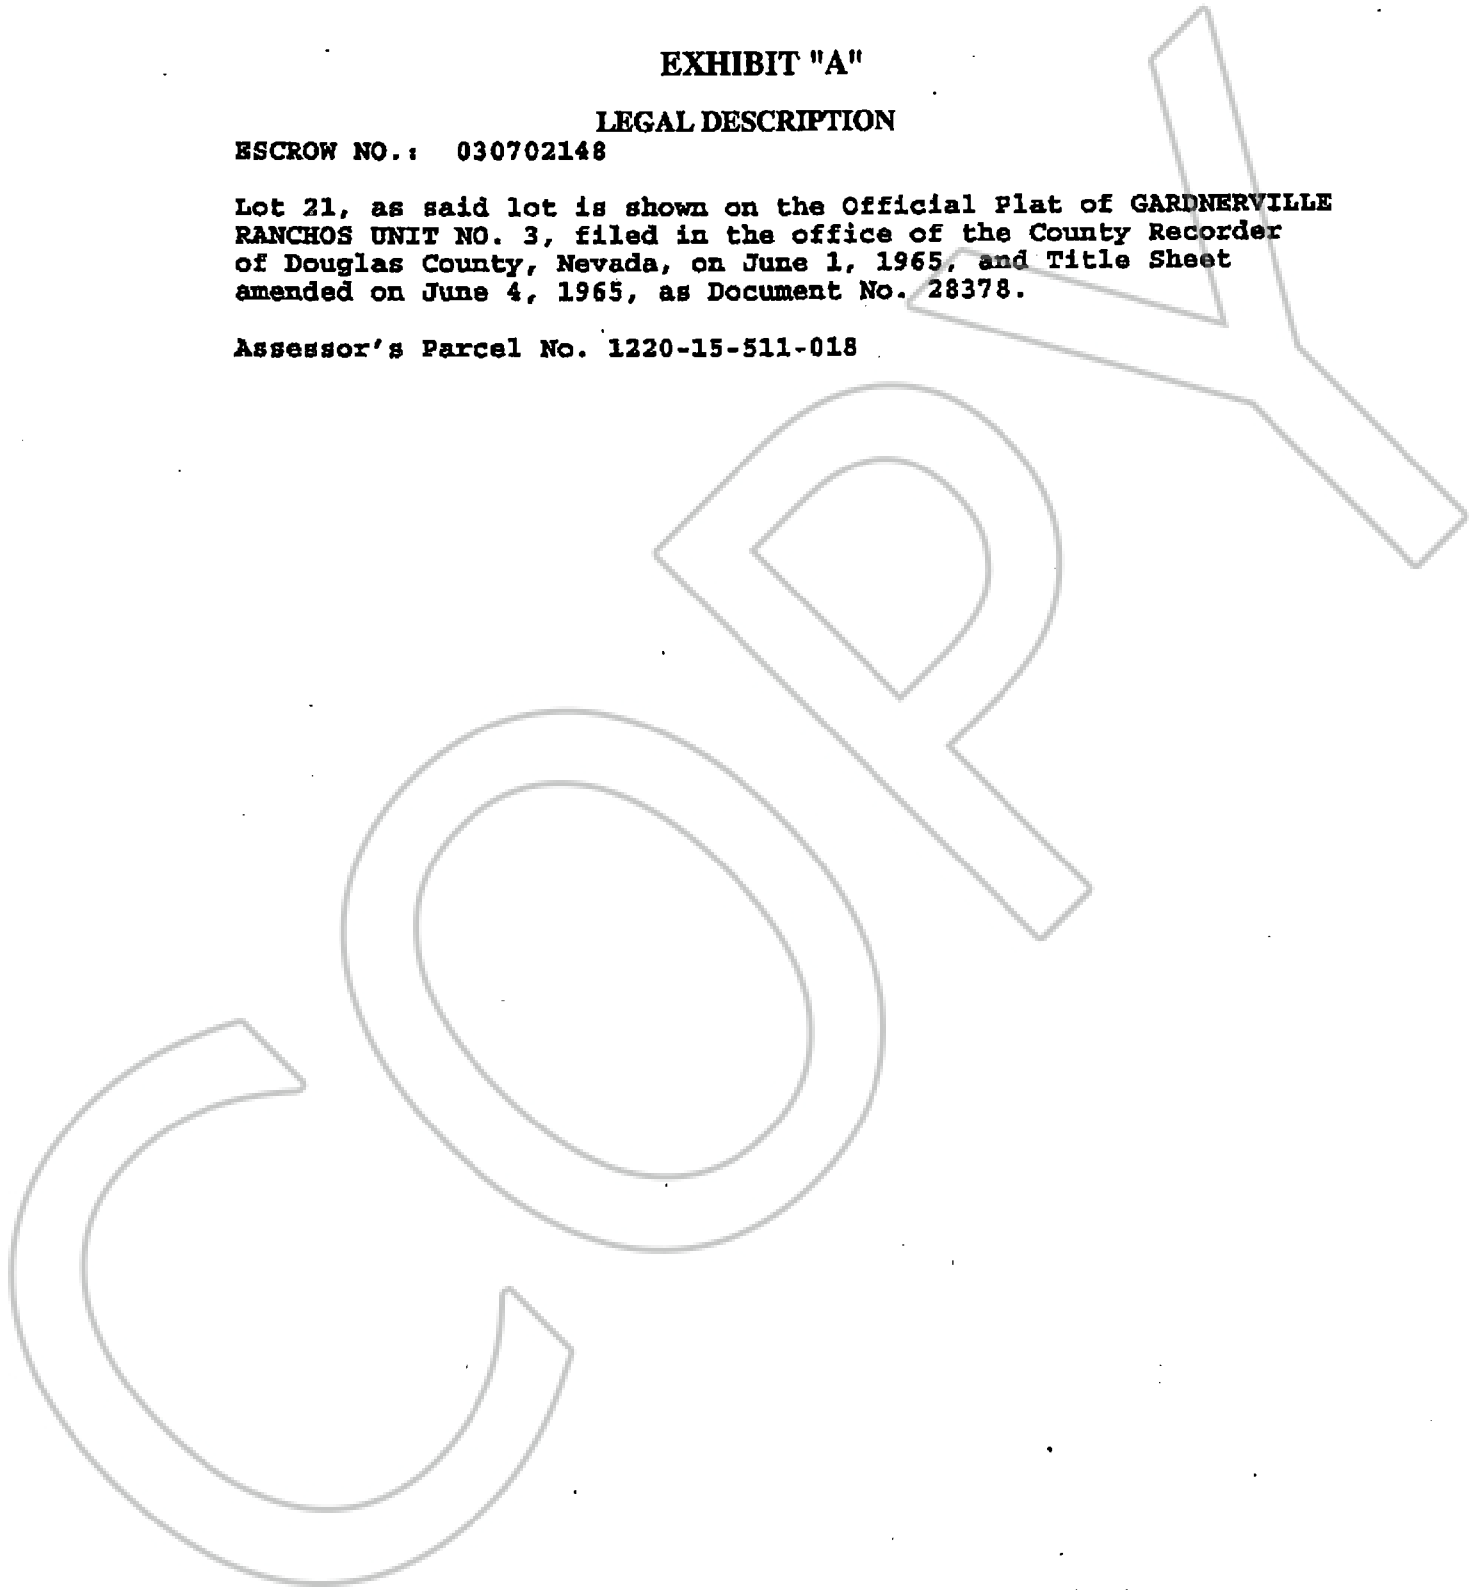 EXHIBIT "A"
LEGAL DESCRIPTION
ESCROW NO.: 030702148
Lot 21, as said lot is shown on the Official Plat of GARDNERVILLE
RANCHOS UNIT NO. 3, filed in the office of the County Recorder
of Douglas County, Nevada, on June 1, 1965, and Title Sheet
amended on June 4, 1965, as Document No. 28378.
Assessor's Parcel No. 1220-15-511-018
COPY